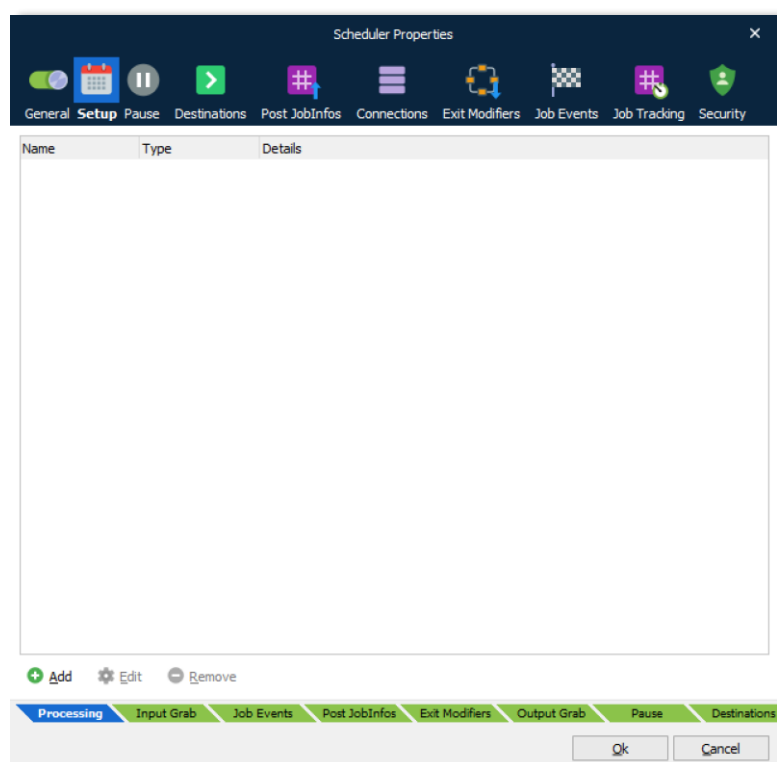 Scheduler Properties
General Setup Pause Destinations Post JobInfos Connections Exit Modifiers Job Events Job Tracking Security
Name Type Details
Add Edit Remove
Processing Input Grab Job Events Post JobInfos Exit Modifiers Output Grab Pause Destinations
Ok Cancel